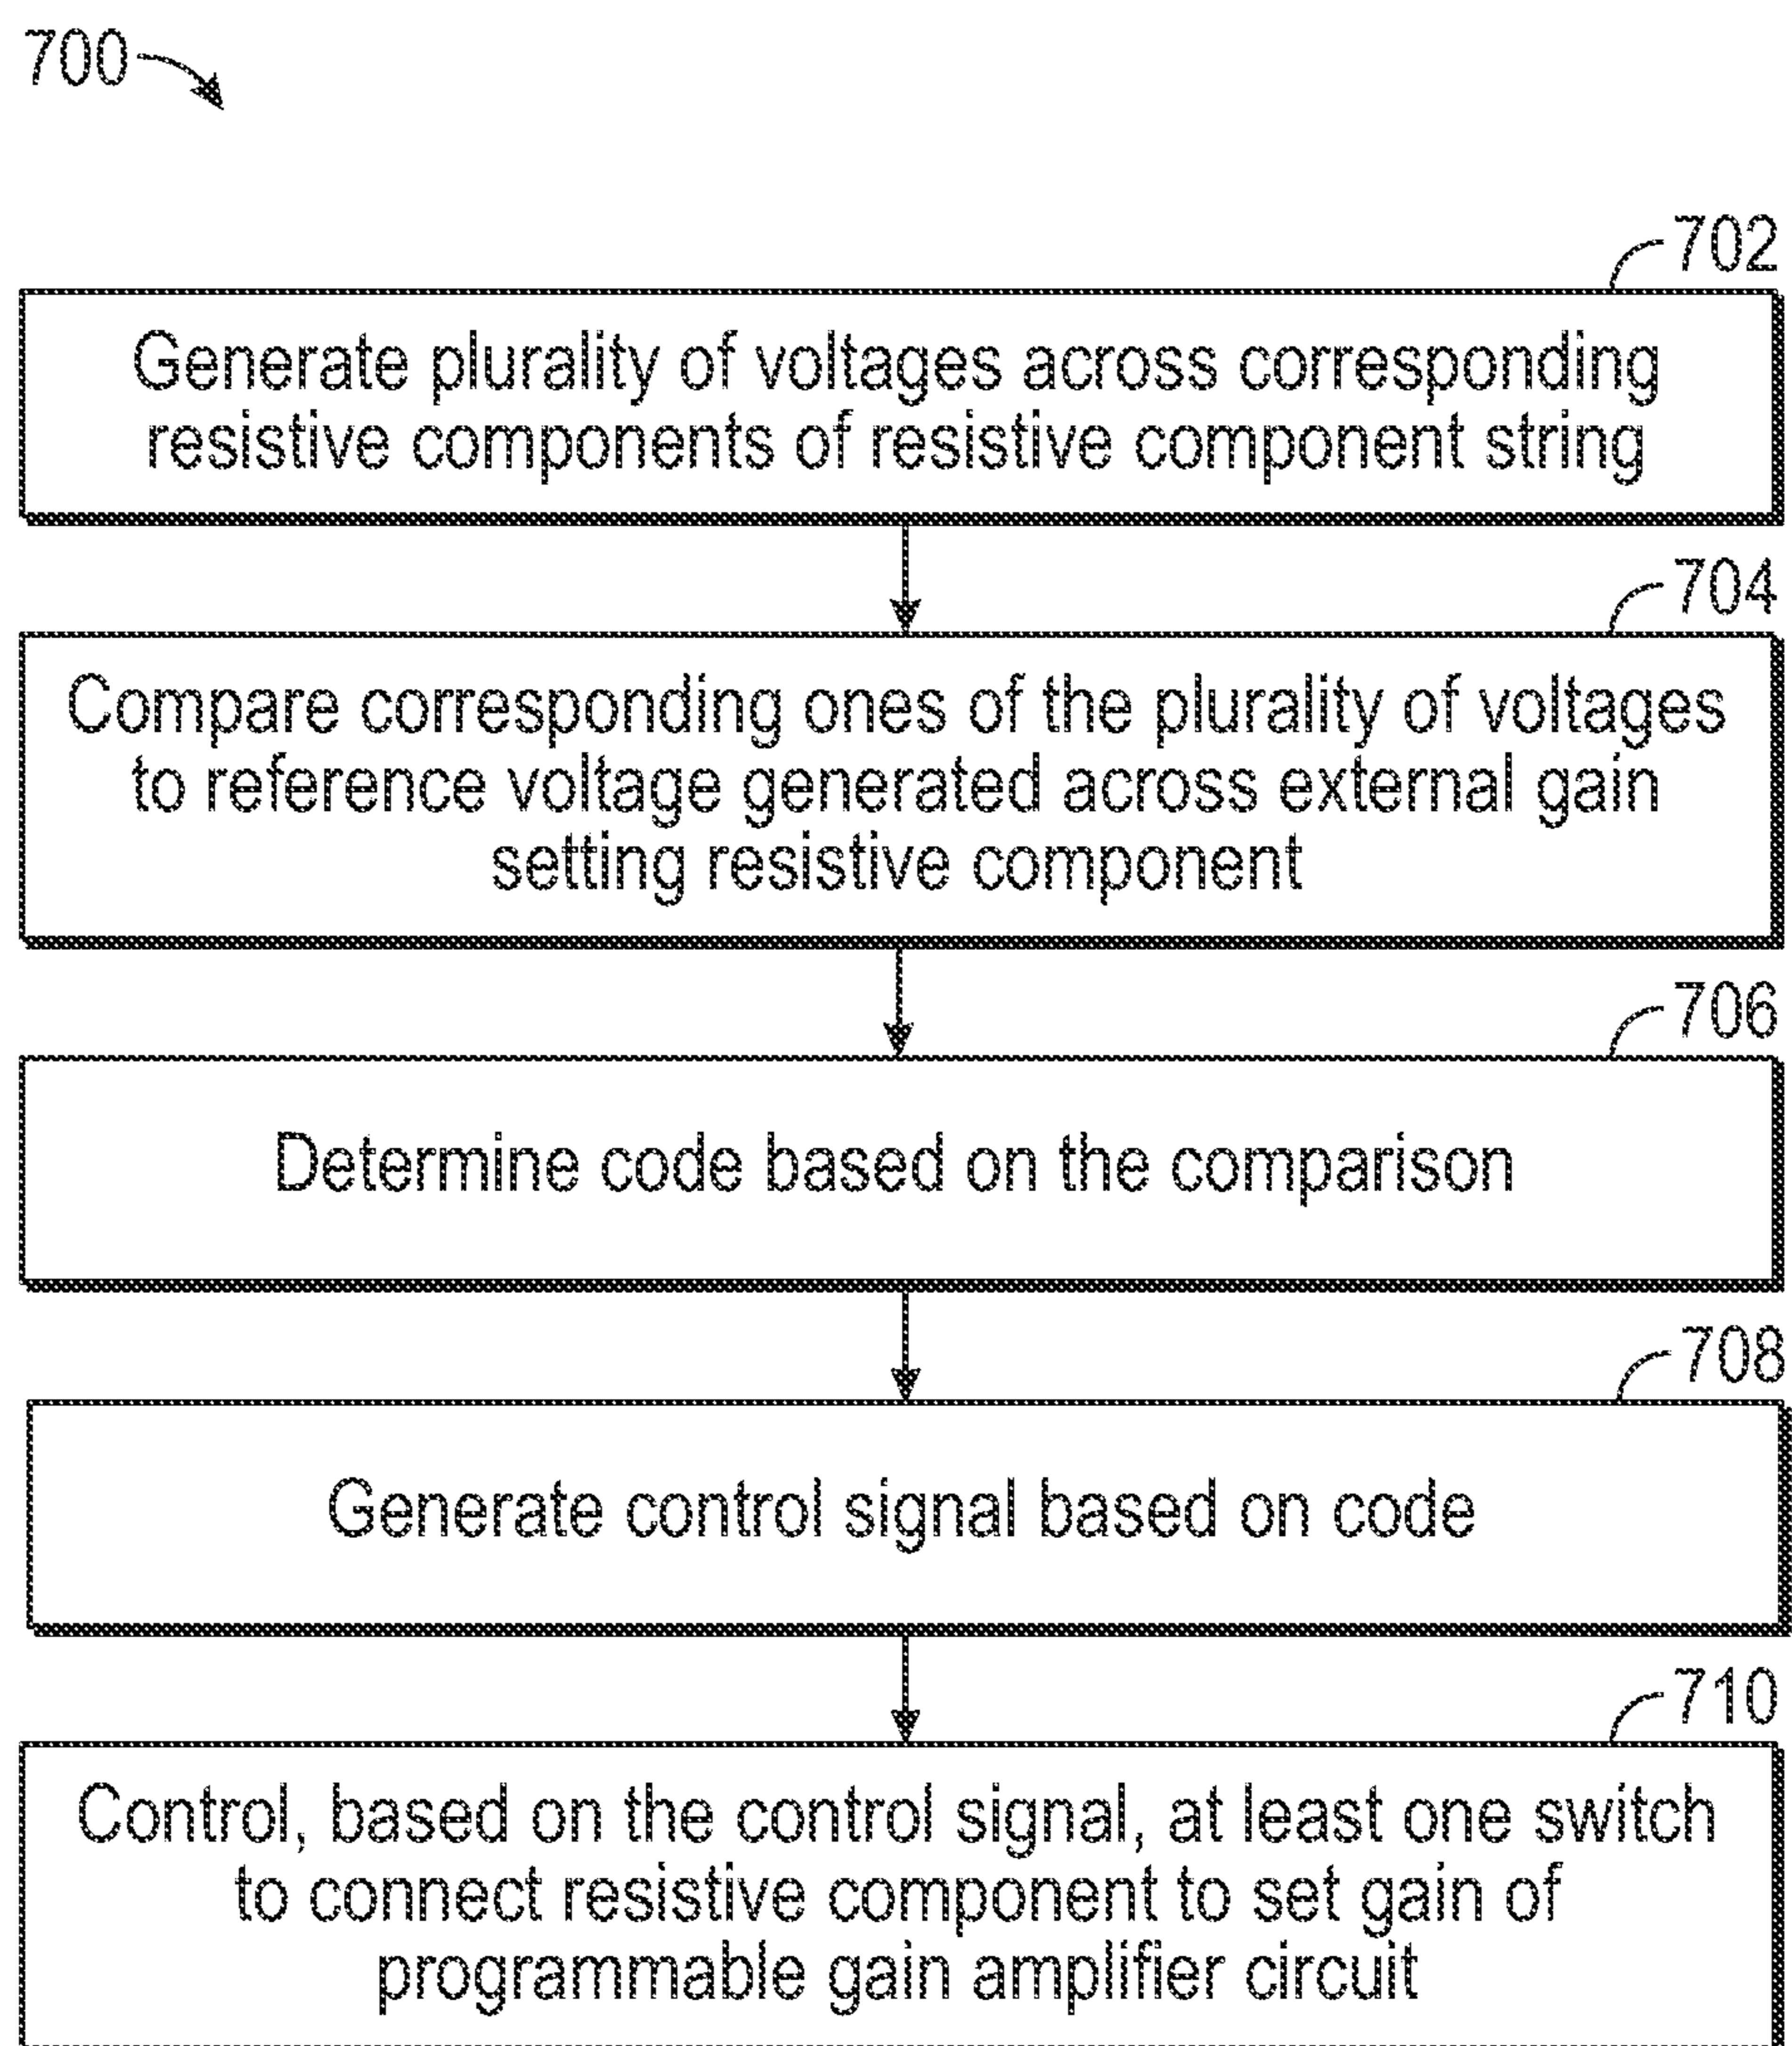 700
702
Generate plurality of voltages across corresponding
resistive components of resistive component string
704
Compare corresponding ones of the plurality of voltages
to reference voltage generated across external gain
setting resistive component
706
Determine code based on the comparison
708
Generate control signal based on code
710
Control, based on the control signal, at least one switch
to connect resistive component to set gain of
programmable gain amplifier circuit